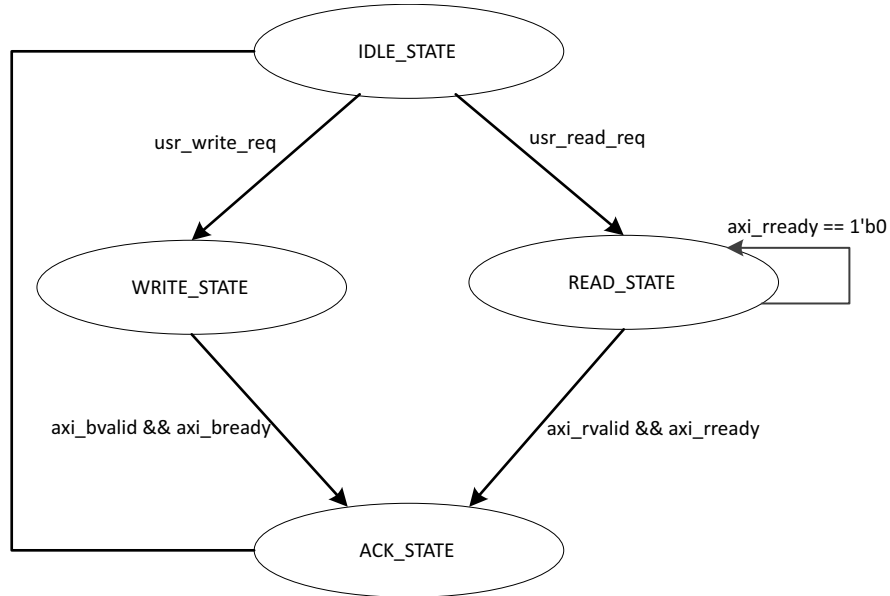 IDLE_STATE
usr_write_req
usr_read_req
axi_rready == 1'b0
WRITE_STATE
READ_STATE
axi_bvalid && axi_bready
axi_rvalid && axi_rready
ACK_STATE